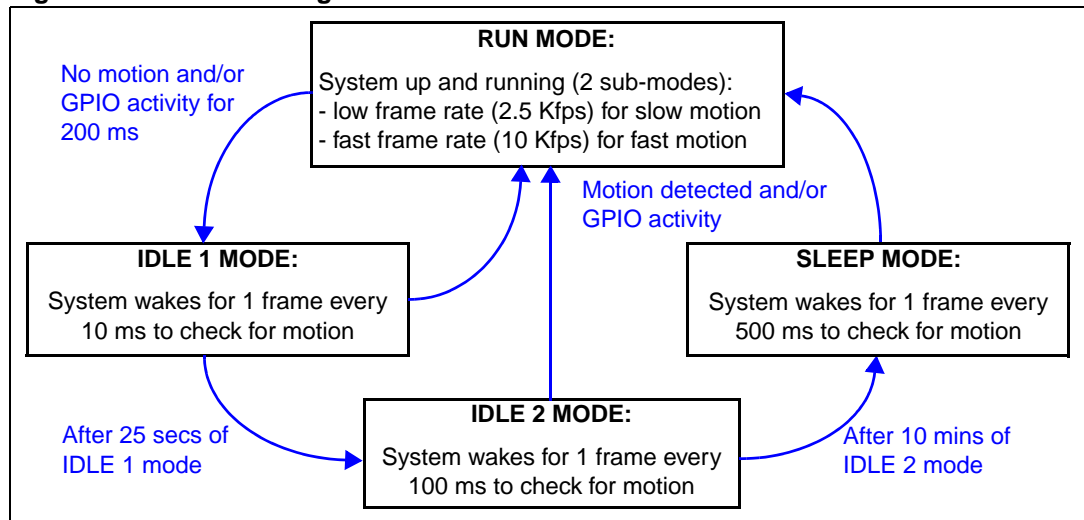 RUN MODE:
System up and running (2 sub-modes):
- low frame rate (2.5 Kfps) for slow motion
- fast frame rate (10 Kfps) for fast motion
No motion and/or
GPIO activity for
200 ms
Motion detected and/or
GPIO activity
IDLE 1 MODE:
System wakes for 1 frame every
10 ms to check for motion
SLEEP MODE:
System wakes for 1 frame every
500 ms to check for motion
After 25 secs of
IDLE 1 mode
IDLE 2 MODE:
System wakes for 1 frame every
100 ms to check for motion
After 10 mins of
IDLE 2 mode